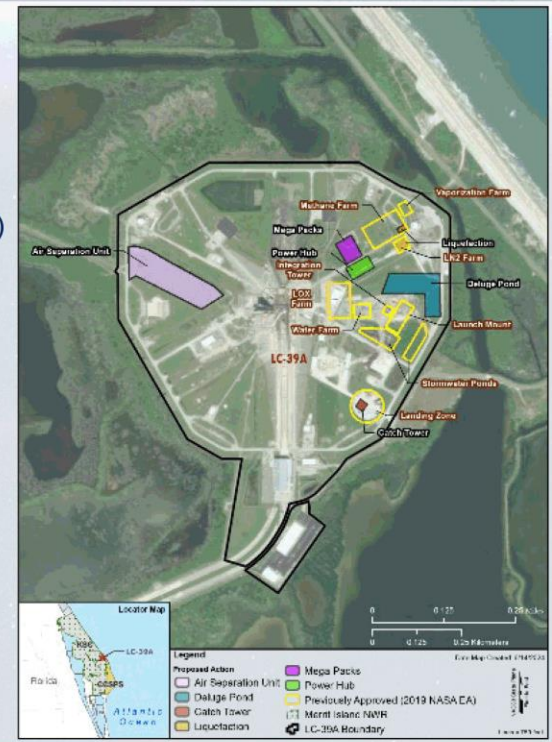 Vaporization Farm
Methane Farm
Mega Packs
Liquefaction
LN2 Farm
Air Separation Unit
Power Hub
Integration
Tower
Deluge Pond
LOX
Farm
Water Farm
Launch Mount
LC-39A
Stormwater Ponds
Landing Zone
Catch Tower
0 0.125 0.25 Miles
0 0.125 0.25 Kilometers
Locator Map
KSC
LC-39A
CCSFS
Florida
Atlantic
Ocean
Legend
Proposed Action
Air Separation Unit
Deluge Pond
Catch Tower
Liquefaction
Mega Packs
Power Hub
Previously Approved (2019 NASA EA)
Merritt Island NWR
LC-39A Boundary